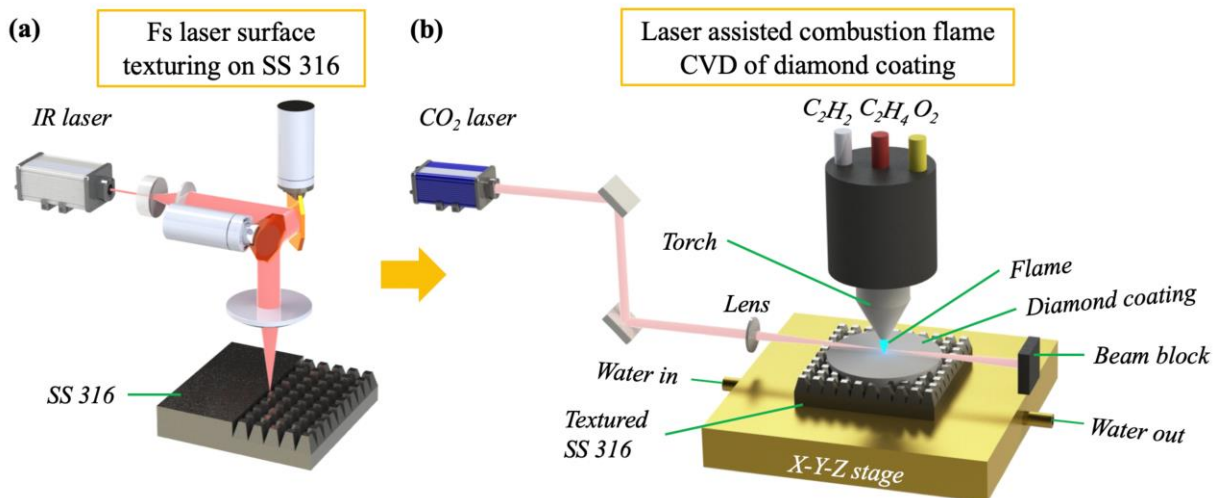 (a)
Fs laser surface
texturing on SS 316
IR laser
SS 316
(b)
Laser assisted combustion flame
CVD of diamond coating
C₂H₂ C₂H₄ O₂
CO₂ laser
Torch
Flame
Diamond coating
Lens
Beam block
Water in
Textured
SS 316
Water out
X-Y-Z stage